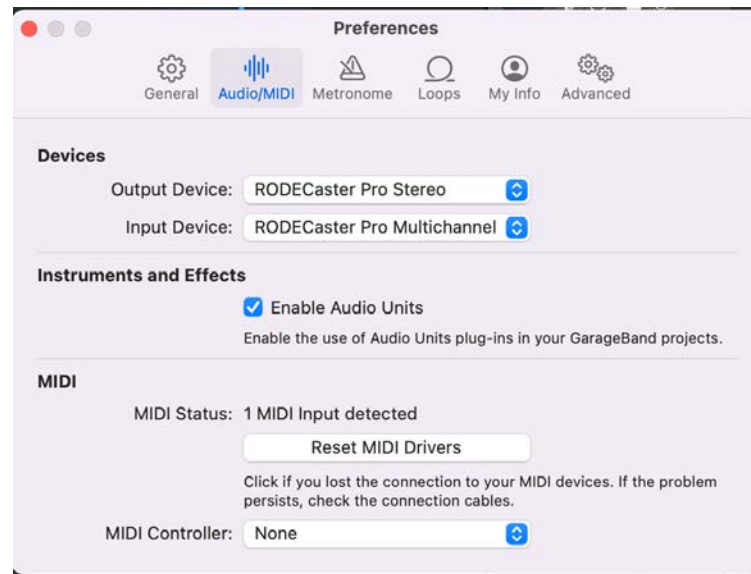 Preferences
General Audio/MIDI Metronome Loops My Info Advanced
Devices
Output Device: RODECaster Pro Stereo
Input Device: RODECaster Pro Multichannel
Instruments and Effects
Enable Audio Units
Enable the use of Audio Units plug-ins in your GarageBand projects.
MIDI
MIDI Status: 1 MIDI Input detected
Reset MIDI Drivers
Click if you lost the connection to your MIDI devices. If the problem
persists, check the connection cables.
MIDI Controller: None